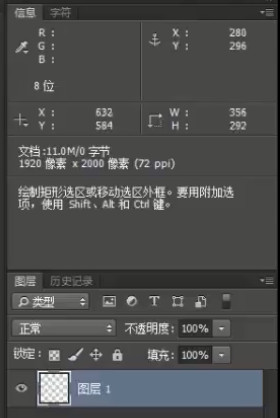 信息 字符
R :
G :
B :
X : 280
Y : 296
8 位
X : 632
Y : 584
W : 356
H : 292
文档:11.0M/0 字节
1920 像素 x 2000 像素 (72 ppi)
绘制矩形选区或移动选区外框。要用附加选
项，使用 Shift、Alt 和 Ctrl 键。
图层 历史记录
类型
正常 不透明度: 100%
锁定: 填充: 100%
图层 1